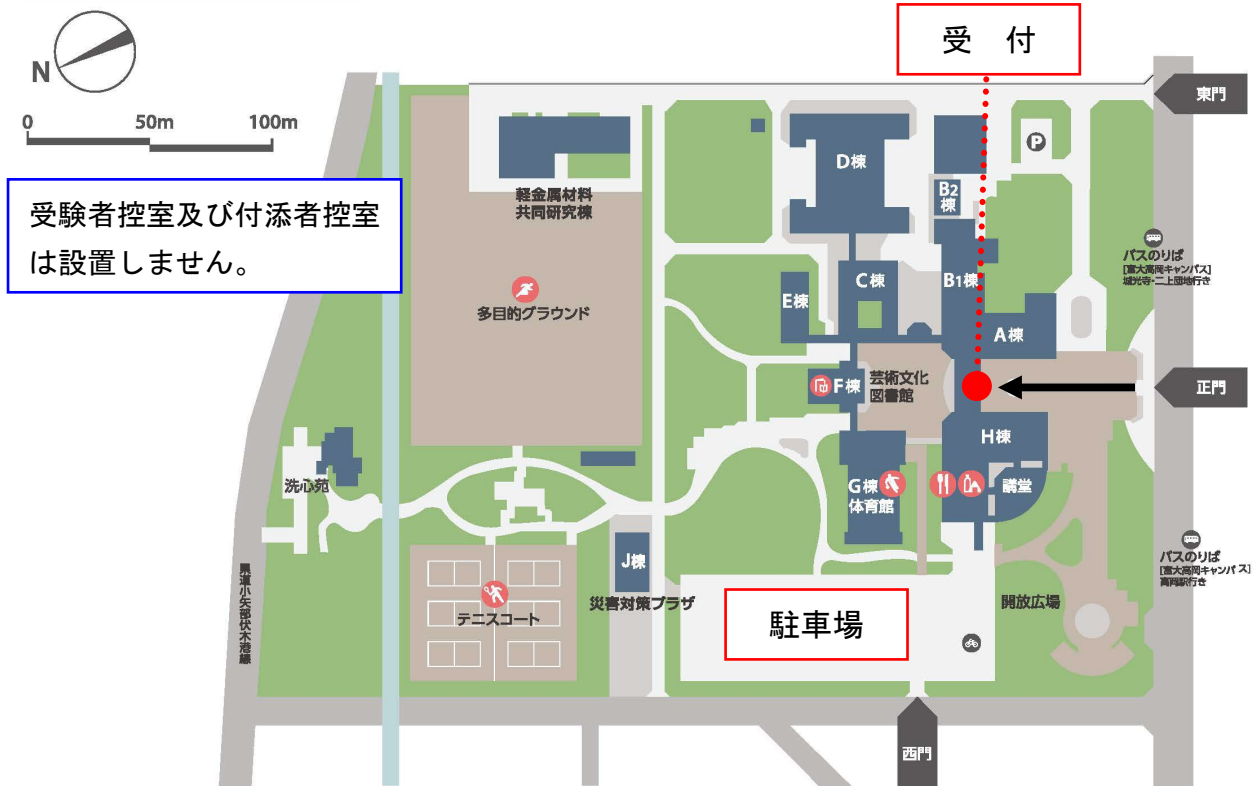 N
0 50m 100m
受験者控室及び付添者控室
は設置しません。
受 付
東門
P
軽金属材料
共同研究棟
D棟
B2
棟
バスのりば
[富大高岡キャンパス]
城光寺・二上団地行き
多目的グラウンド
E棟
C棟
B1棟
A棟
F棟
芸術文化
図書館
正門
H棟
洗心苑
G棟
体育館
講堂
バスのりば
[富大高岡キャンパス]
高岡駅行き
J棟
災害対策プラザ
テニスコート
駐車場
開放広場
県道小矢部伏木港線
西門